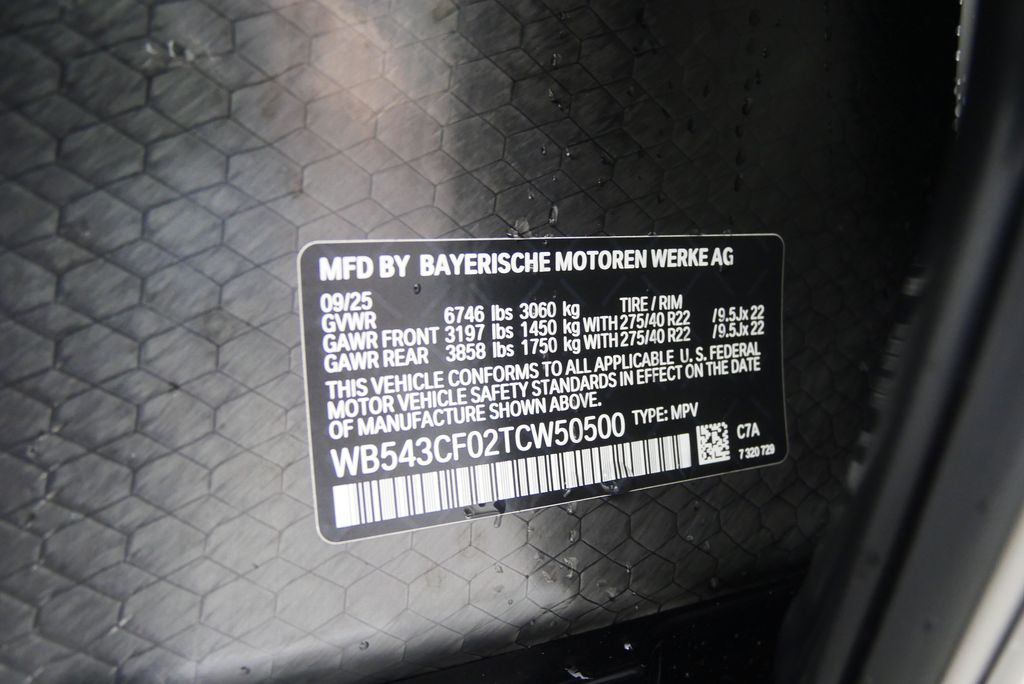 MFD BY BAYERISCHE MOTOREN WERKE AG
09/25 TIRE / RIM
GVWR 6746 lbs 3060 kg
GAWR FRONT 3197 lbs 1450 kg WITH 275/40 R22 /9.5Jx 22
GAWR REAR 3858 lbs 1750 kg WITH 275/40 R22 /9.5Jx 22
THIS VEHICLE CONFORMS TO ALL APPLICABLE U.S. FEDERAL
MOTOR VEHICLE SAFETY STANDARDS IN EFFECT ON THE DATE
OF MANUFACTURE SHOWN ABOVE.
WB543CF02TCW50500 TYPE: MPV
C7A
7 320 729